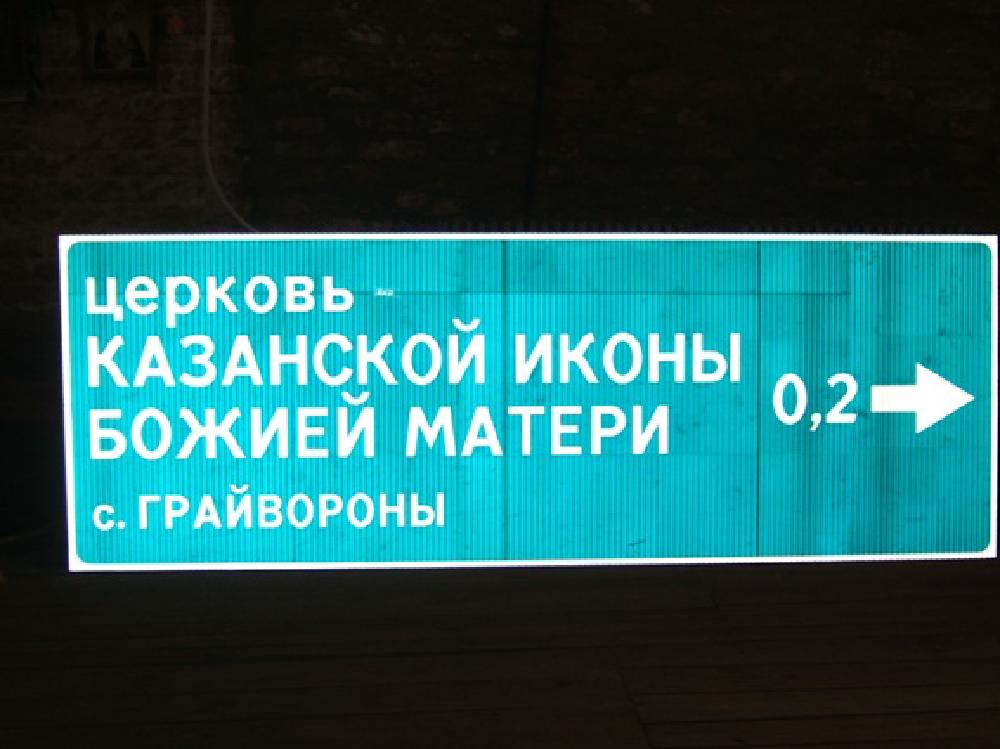 церковь
КАЗАНСКОЙ ИКОНЫ
БОЖИЕЙ МАТЕРИ
0,2
с. ГРАЙВОРОНЫ